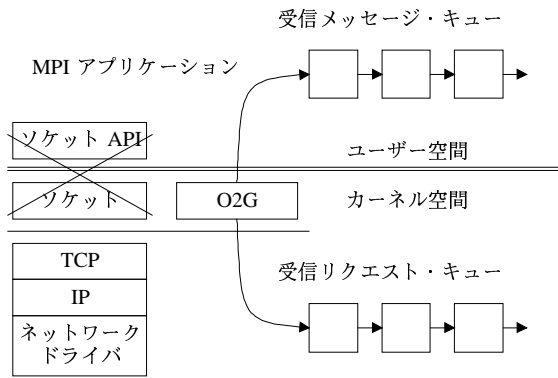 受信メッセージ・キュー
MPI アプリケーション
ソケット API
ユーザー空間
ソケット
O2G
カーネル空間
TCP
受信リクエスト・キュー
IP
ネットワーク
ドライバ